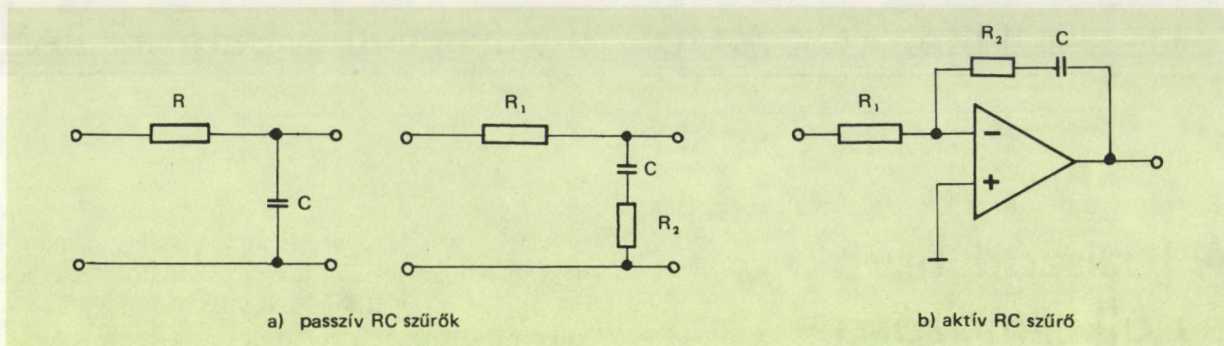 R
C
R₁
C
R₂
a) passzív RC szűrők
R₂
C
R₁
−
+
b) aktív RC szűrő